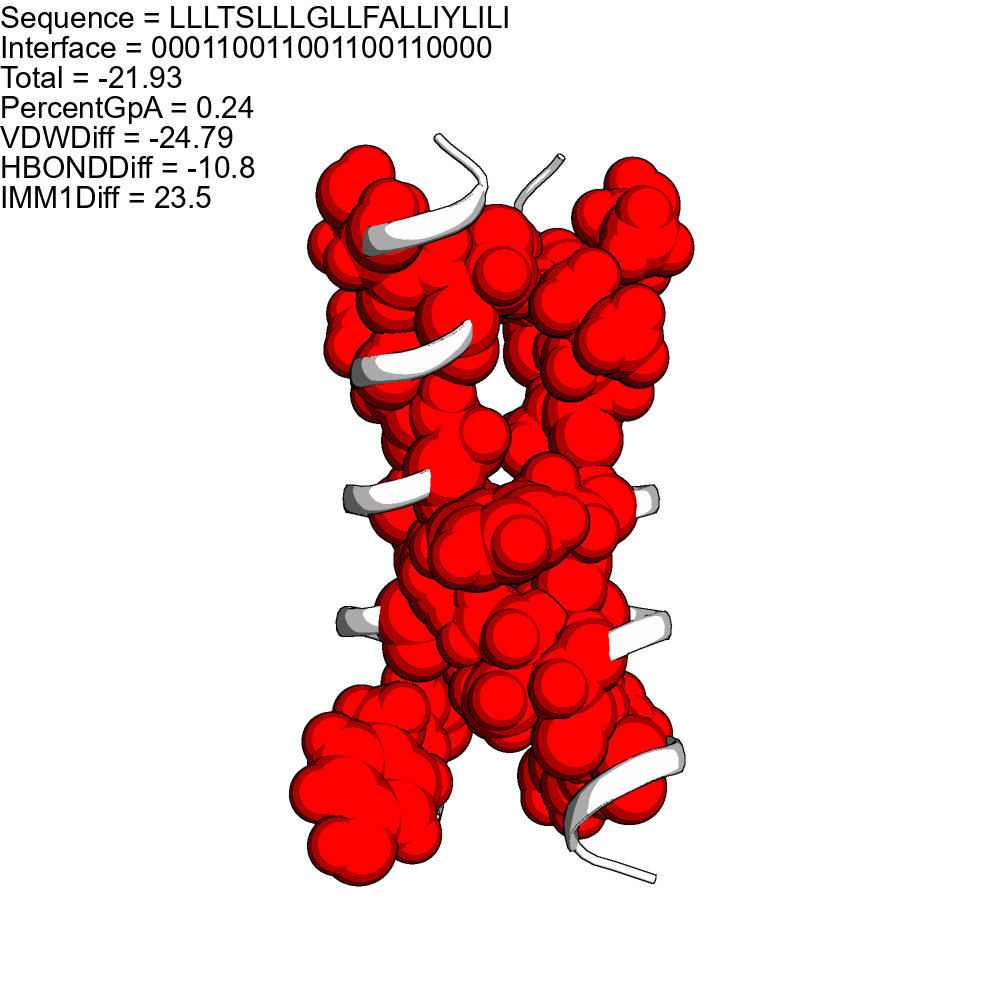 Sequence = LLLTSLLLGLLFALLIYLILI
Interface = 000110011001100110000
Total = -21.93
PercentGpA = 0.24
VDWDiff = -24.79
HBONDDiff = -10.8
IMM1Diff = 23.5